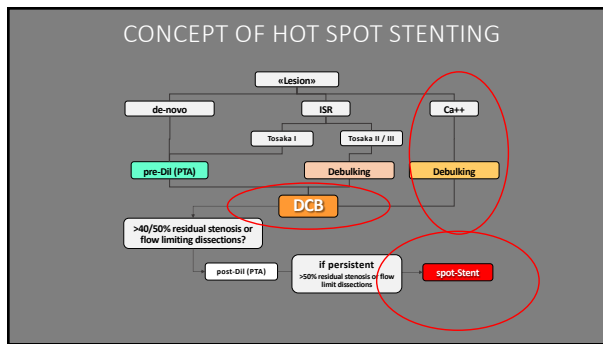 CONCEPT OF HOT SPOT STENTING
«Lesion»
de-novo
ISR
Ca++
Tosaka I
Tosaka II / III
pre-Dil (PTA)
Debulking
Debulking
DCB
>40/50% residual stenosis or
flow limiting dissections?
post-Dil (PTA)
if persistent
>50% residual stenosis or flow
limit dissections
spot-Stent